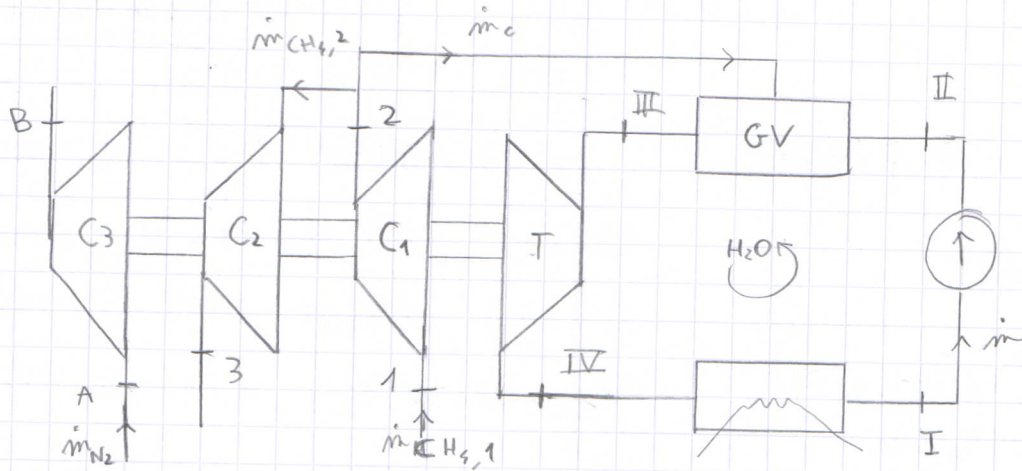 ṁCH4,2
ṁc
B
2
III
GV
II
C3
C2
C1
T
H2O
ṁ
A
3
1
IV
I
ṁN2
ṁCH4,1